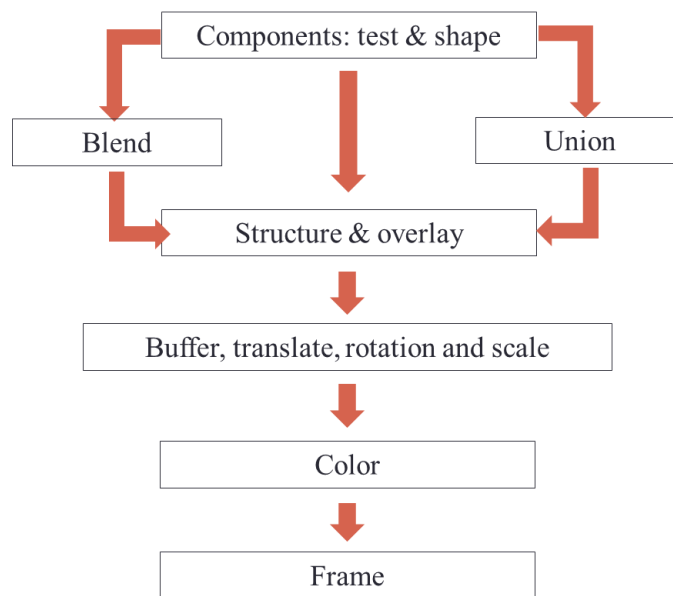 Components: test & shape
Blend
Union
Structure & overlay
Buffer, translate, rotation and scale
Color
Frame